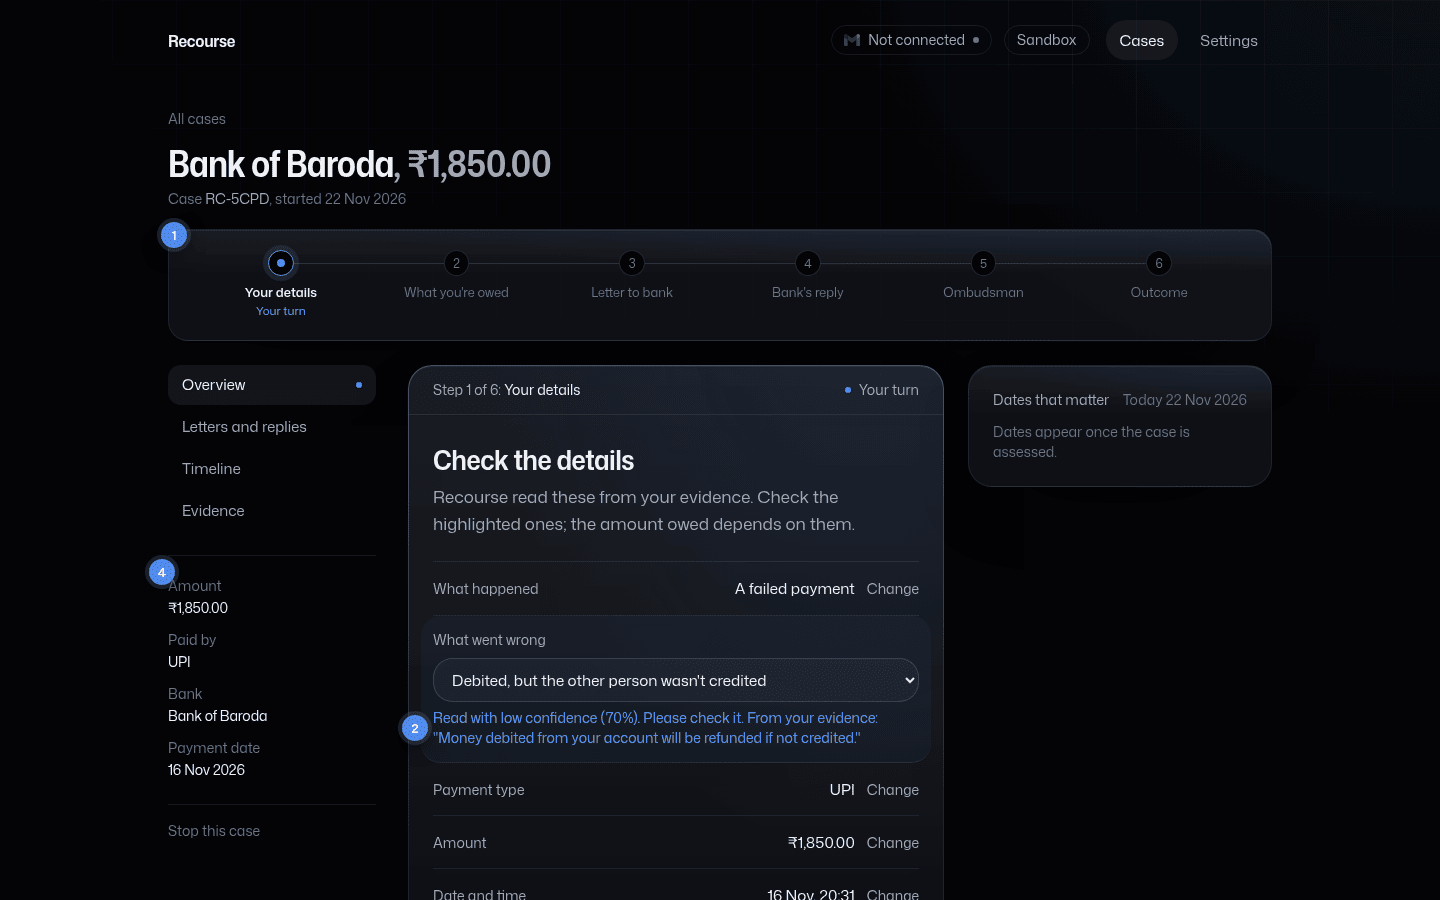 Recourse
Not connected
Sandbox
Cases
Settings
All cases
Bank of Baroda, ₹1,850.00
Case RC-5CPD, started 22 Nov 2026
1
2
3
4
5
6
Your details
What you're owed
Letter to bank
Bank's reply
Ombudsman
Outcome
Your turn
Overview
Letters and replies
Timeline
Evidence
4
Amount
₹1,850.00
Paid by
UPI
Bank
Bank of Baroda
Payment date
16 Nov 2026
Stop this case
Step 1 of 6: Your details
Your turn
Check the details
Recourse read these from your evidence. Check the
highlighted ones; the amount owed depends on them.
What happened
A failed payment
Change
What went wrong
Debited, but the other person wasn't credited
2
Read with low confidence (70%). Please check it. From your evidence:
"Money debited from your account will be refunded if not credited."
Payment type
UPI
Change
Amount
₹1,850.00
Change
Date and time
16 Nov, 20:31
Change
Dates that matter
Today 22 Nov 2026
Dates appear once the case is
assessed.